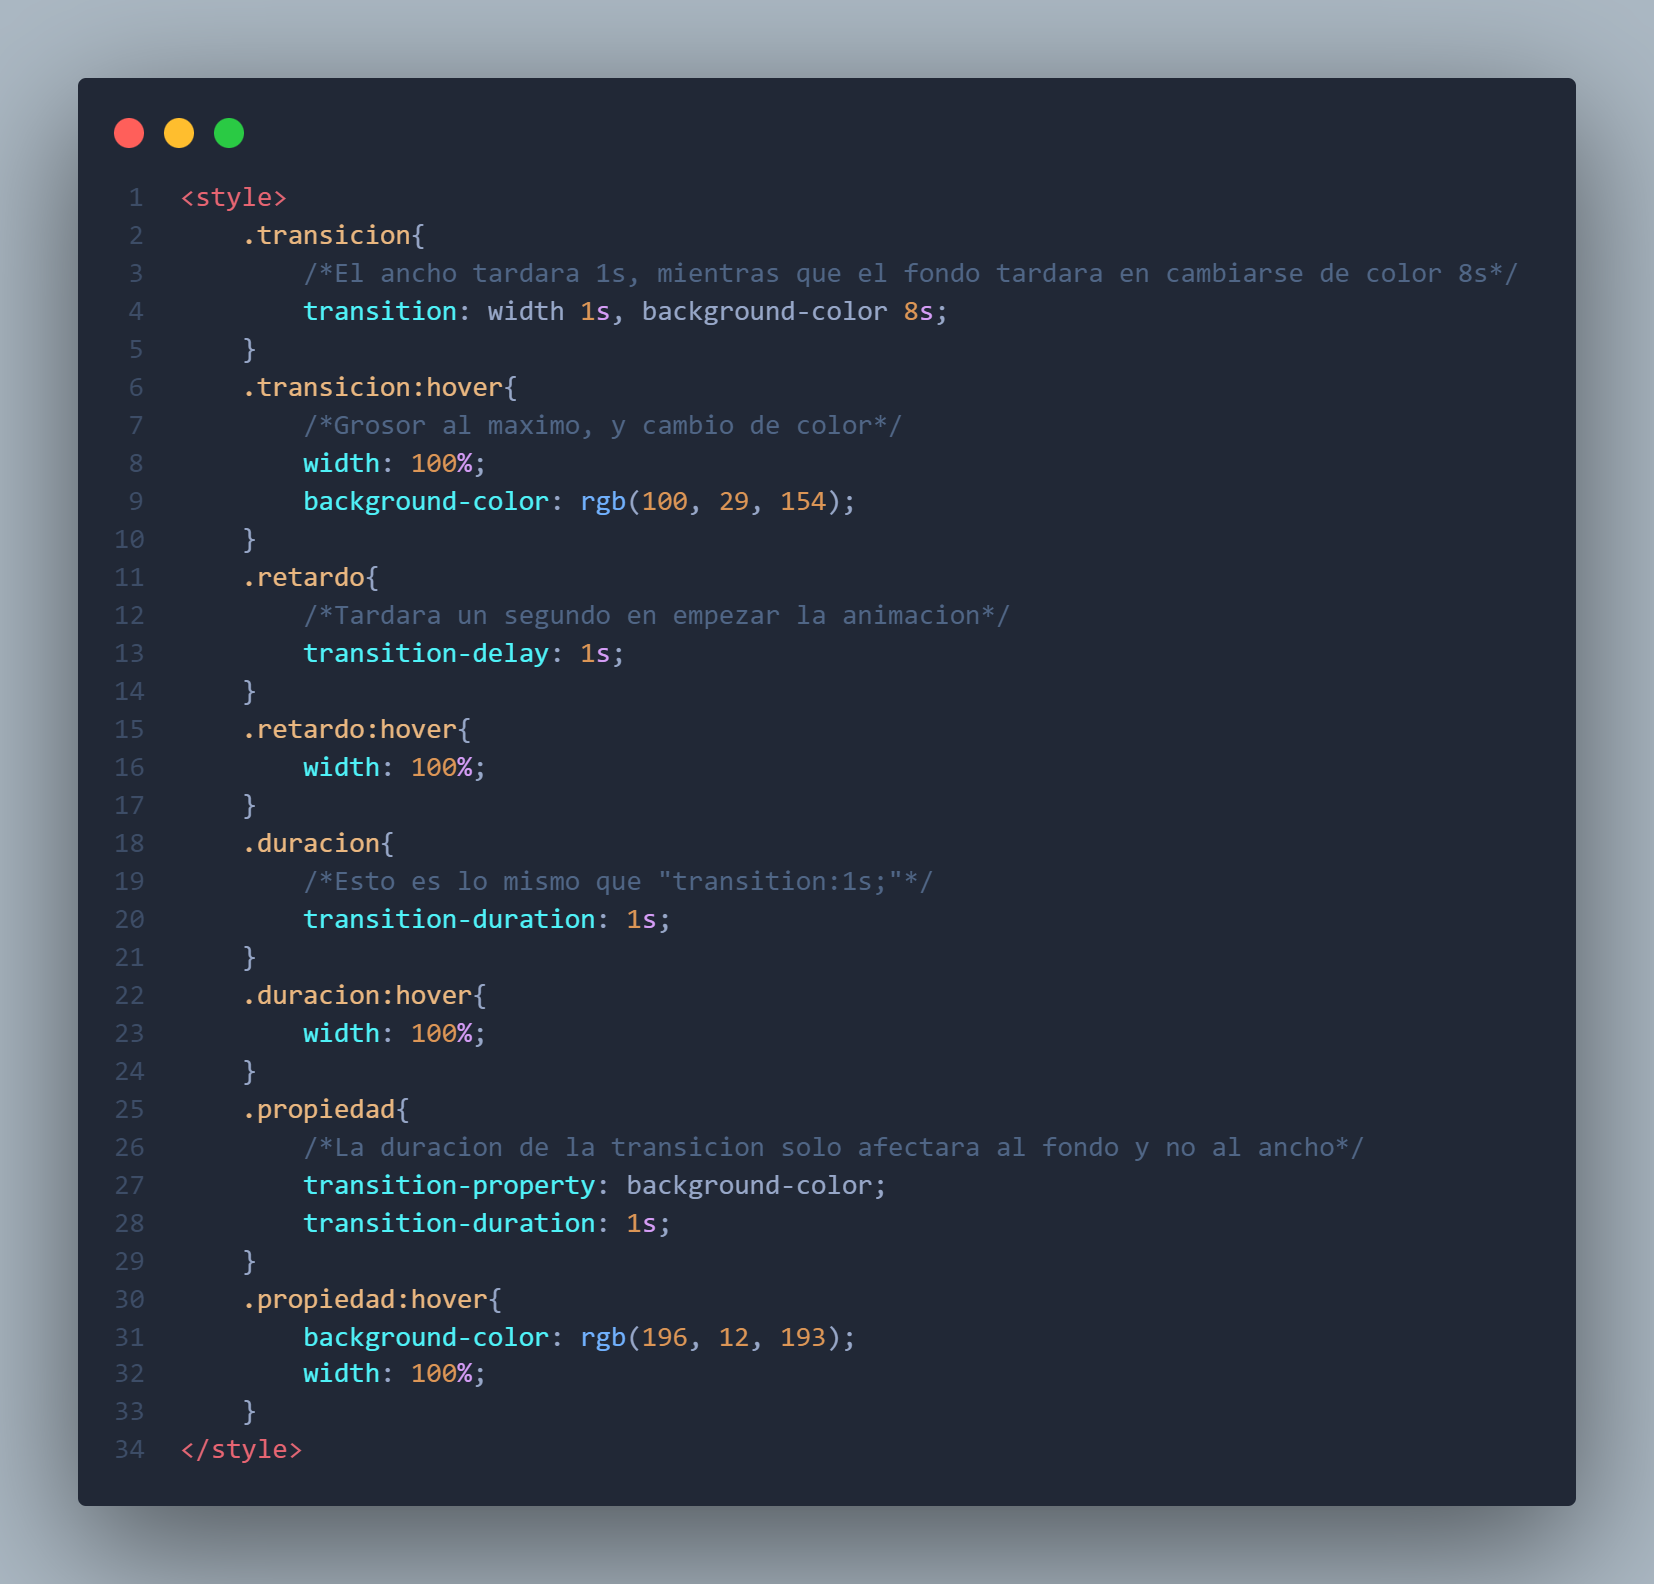 1 <style>
2 .transicion{
3 /*El ancho tardara 1s, mientras que el fondo tardara en cambiarse de color 8s*/
4 transition: width 1s, background-color 8s;
5 }
6 .transicion:hover{
7 /*Grosor al maximo, y cambio de color*/
8 width: 100%;
9 background-color: rgb(100, 29, 154);
10 }
11 .retardo{
12 /*Tardara un segundo en empezar la animacion*/
13 transition-delay: 1s;
14 }
15 .retardo:hover{
16 width: 100%;
17 }
18 .duracion{
19 /*Esto es lo mismo que "transition:1s;"*/
20 transition-duration: 1s;
21 }
22 .duracion:hover{
23 width: 100%;
24 }
25 .propiedad{
26 /*La duracion de la transicion solo afectara al fondo y no al ancho*/
27 transition-property: background-color;
28 transition-duration: 1s;
29 }
30 .propiedad:hover{
31 background-color: rgb(196, 12, 193);
32 width: 100%;
33 }
34 </style>